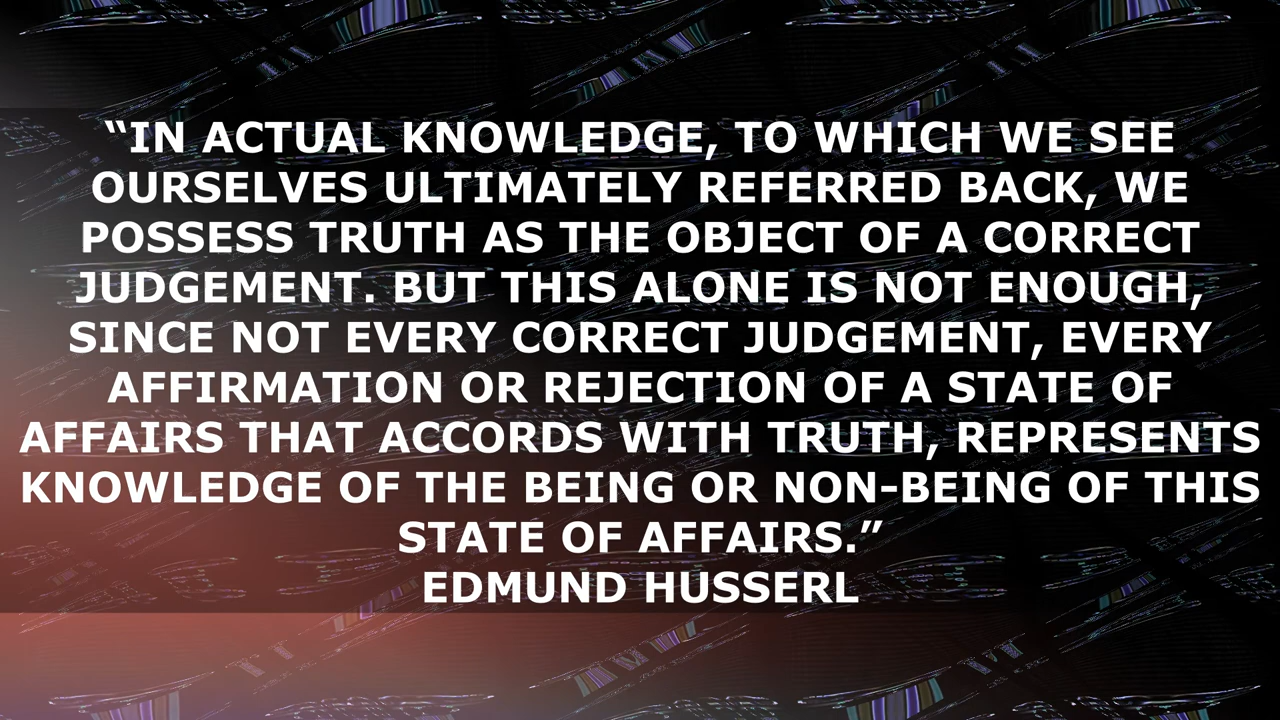 “IN ACTUAL KNOWLEDGE, TO WHICH WE SEE
OURSELVES ULTIMATELY REFERRED BACK, WE
POSSESS TRUTH AS THE OBJECT OF A CORRECT
JUDGEMENT. BUT THIS ALONE IS NOT ENOUGH,
SINCE NOT EVERY CORRECT JUDGEMENT, EVERY
AFFIRMATION OR REJECTION OF A STATE OF
AFFAIRS THAT ACCORDS WITH TRUTH, REPRESENTS
KNOWLEDGE OF THE BEING OR NON-BEING OF THIS
STATE OF AFFAIRS.”
EDMUND HUSSERL